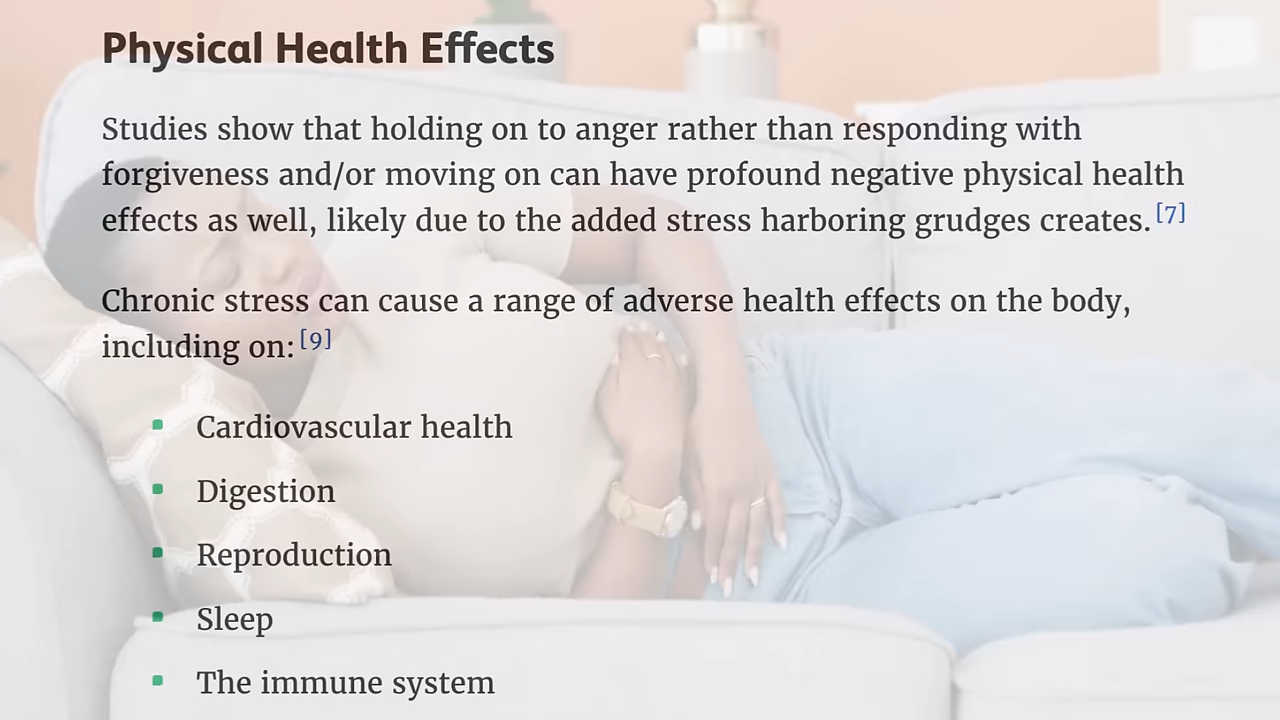 Physical Health Effects
Studies show that holding on to anger rather than responding with
forgiveness and/or moving on can have profound negative physical health
effects as well, likely due to the added stress harboring grudges creates. [7]
Chronic stress can cause a range of adverse health effects on the body,
including on: [9]
Cardiovascular health
Digestion
Reproduction
Sleep
The immune system